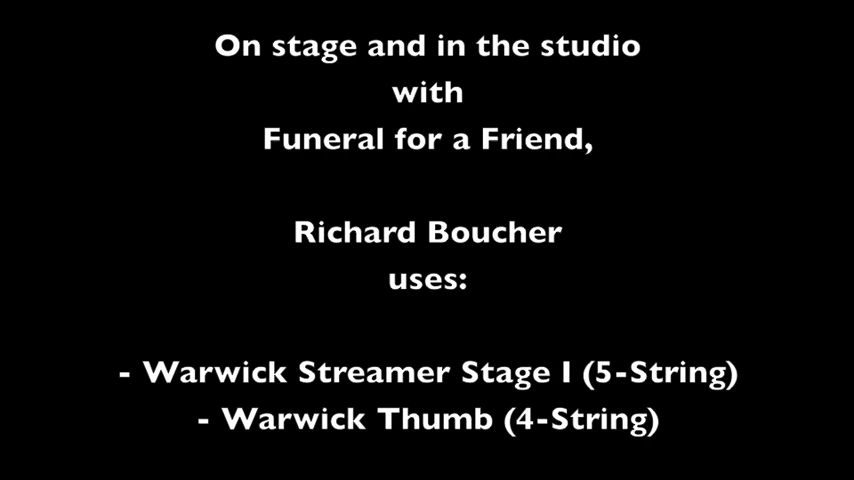 On stage and in the studio
with
Funeral for a Friend,
Richard Boucher
uses:
- Warwick Streamer Stage I (5-String)
- Warwick Thumb (4-String)